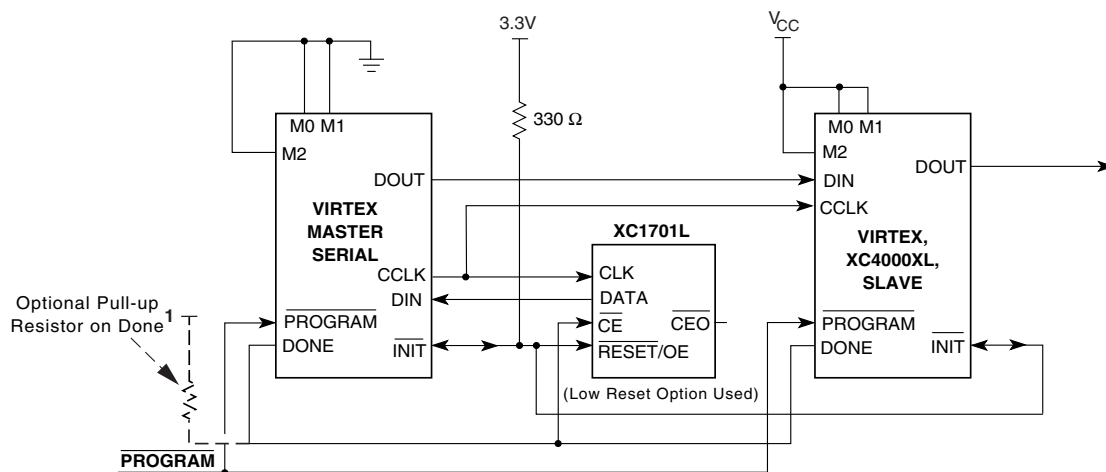 3.3V
VCC
M0 M1
M2
330 Ω
M0 M1
M2
DOUT
DIN
DOUT
VIRTEX
MASTER
SERIAL
CCLK
XC1701L
VIRTEX,
XC4000XL,
SLAVE
CCLK
CLK
DIN
DATA
Optional Pull-up
Resistor on Done1
PROGRAM
CE
CEO
PROGRAM
DONE
INIT
RESET/OE
DONE
INIT
(Low Reset Option Used)
PROGRAM